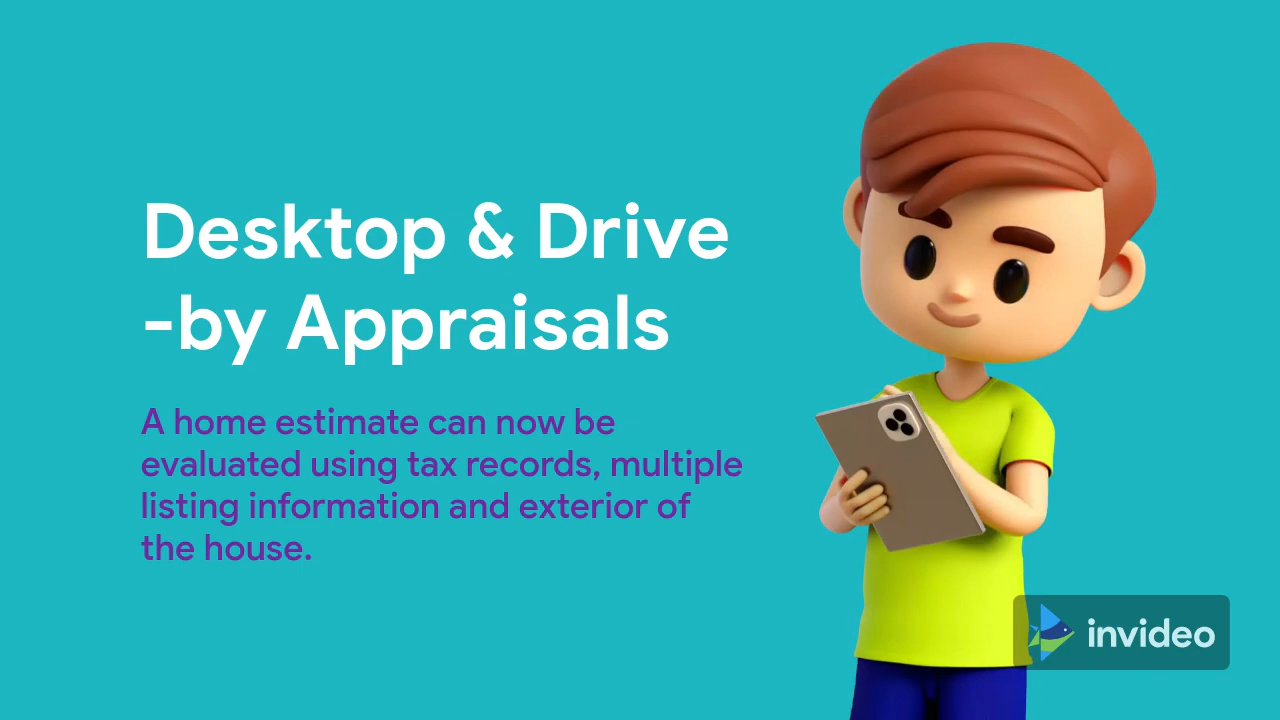 Desktop & Drive
-by Appraisals
A home estimate can now be
evaluated using tax records, multiple
listing information and exterior of
the house.
invideo